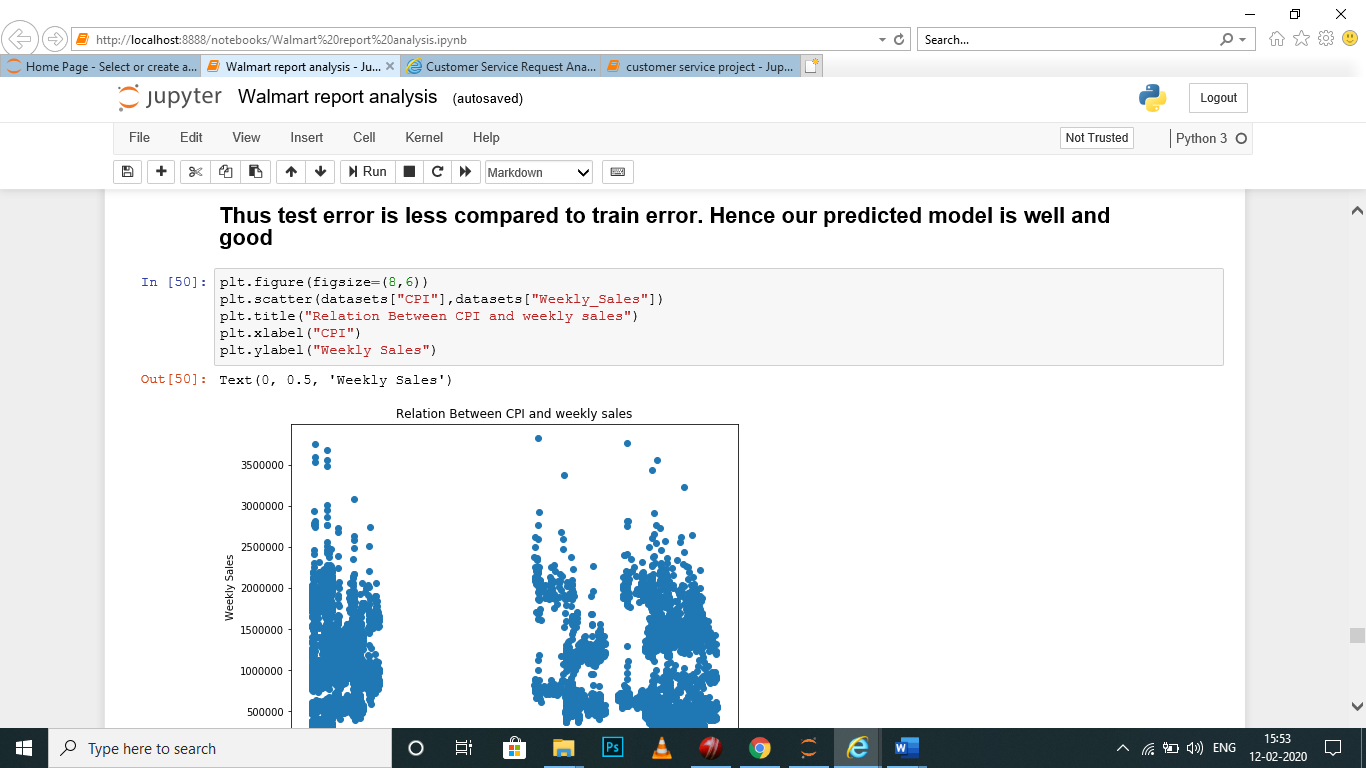 http://localhost:8888/notebooks/Walmart%20report%20analysis.ipynb
Search...
Home Page - Select or create a...
Walmart report analysis - Ju...
Customer Service Request Ana...
customer service project - Jup...
jupyter Walmart report analysis (autosaved)
Logout
File Edit View Insert Cell Kernel Help
Not Trusted
Python 3
Run
Markdown
Thus test error is less compared to train error. Hence our predicted model is well and
good
In [50]:
plt.figure(figsize=(8,6))
plt.scatter(datasets["CPI"],datasets["Weekly_Sales"])
plt.title("Relation Between CPI and weekly sales")
plt.xlabel("CPI")
plt.ylabel("Weekly Sales")
Out[50]: Text(0, 0.5, 'Weekly Sales')
Relation Between CPI and weekly sales
3500000
3000000
2500000
2000000
1500000
1000000
500000
Weekly Sales
Type here to search
Ps
ENG
15:53
12-02-2020